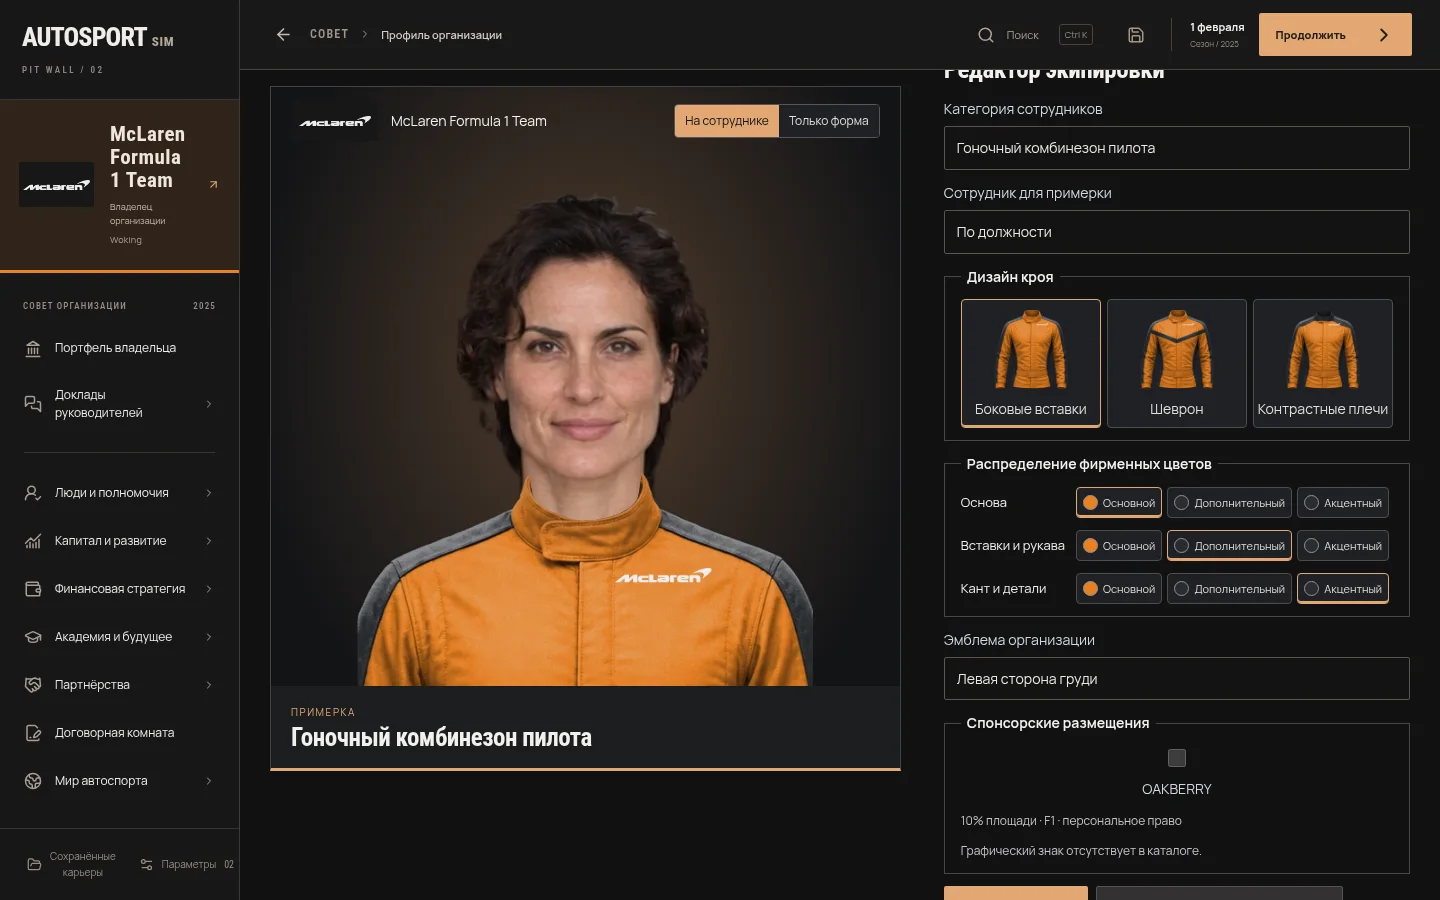 AUTOSPORT SIM
PIT WALL / 02
McLaren
McLaren
Formula
1 Team
Владелец
организации
Woking
СОВЕТ ОРГАНИЗАЦИИ 2025
Портфель владельца
Доклады
руководителей
Люди и полномочия
Капитал и развитие
Финансовая стратегия
Академия и будущее
Партнёрства
Договорная комната
Мир автоспорта
Сохранённые
карьеры
Параметры 02
СОВЕТ
Профиль организации
Поиск
Ctrl K
1 февраля
Сезон / 2025
Продолжить
McLaren
McLaren Formula 1 Team
На сотруднике
Только форма
McLaren
ПРИМЕРКА
Гоночный комбинезон пилота
Редактор экипировки
Категория сотрудников
Гоночный комбинезон пилота
Сотрудник для примерки
По должности
Дизайн кроя
Боковые вставки
Шеврон
Контрастные плечи
Распределение фирменных цветов
Основа
Основной
Дополнительный
Акцентный
Вставки и рукава
Основной
Дополнительный
Акцентный
Кант и детали
Основной
Дополнительный
Акцентный
Эмблема организации
Левая сторона груди
Спонсорские размещения
OAKBERRY
10% площади · F1 · персональное право
Графический знак отсутствует в каталоге.